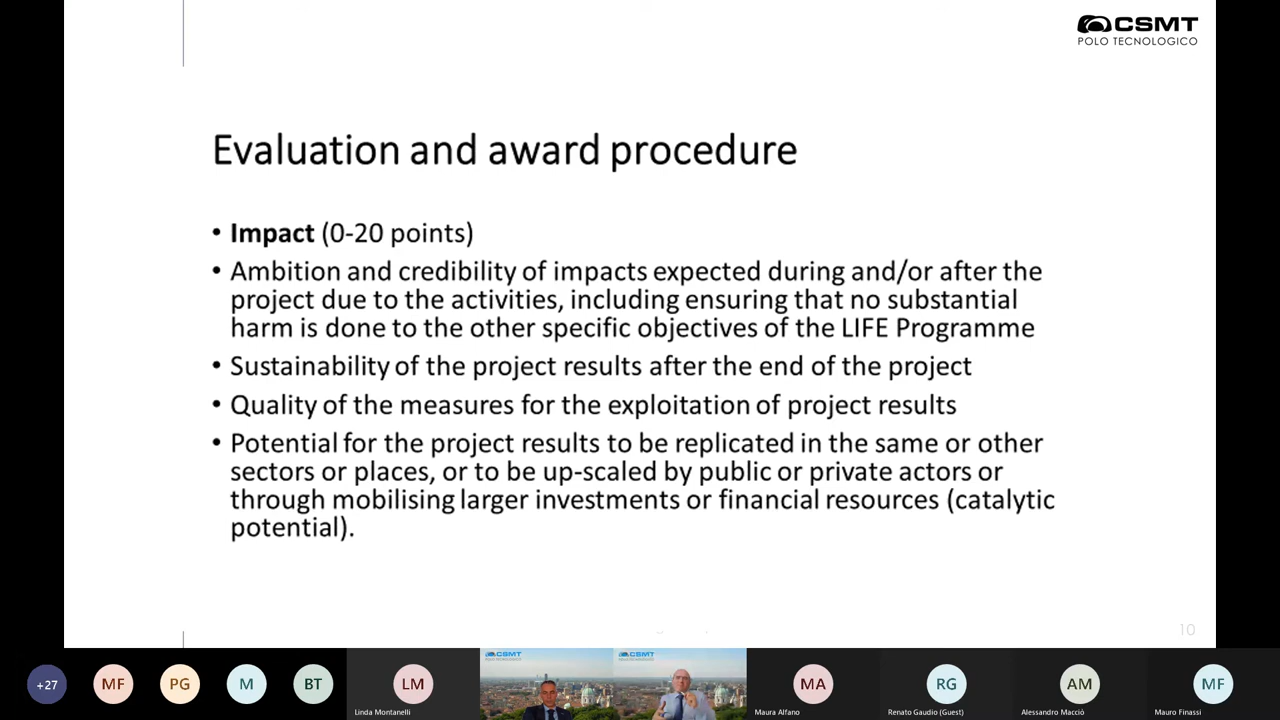 CSMT
POLO TECNOLOGICO
Evaluation and award procedure
• Impact (0-20 points)
• Ambition and credibility of impacts expected during and/or after the
project due to the activities, including ensuring that no substantial
harm is done to the other specific objectives of the LIFE Programme
• Sustainability of the project results after the end of the project
• Quality of the measures for the exploitation of project results
• Potential for the project results to be replicated in the same or other
sectors or places, or to be up-scaled by public or private actors or
through mobilising larger investments or financial resources (catalytic
potential).
10
+27
MF
PG
M
BT
LM
Linda Montanelli
CSMT
CSMT
MA
Maura Alfano
RG
Renato Gaudio (Guest)
AM
Alessandro Macciò
MF
Mauro Finassi